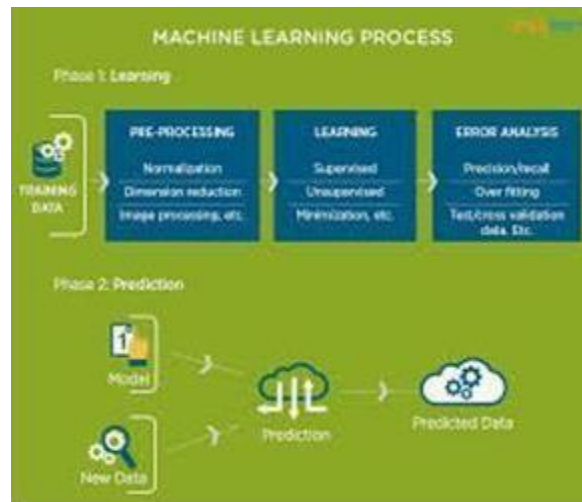 MACHINE LEARNING PROCESS
Phase 1: Learning
TRAINING
DATA
PRE-PROCESSING
Normalization
Dimension reduction
Image processing, etc.
LEARNING
Supervised
Unsupervised
Minimization, etc.
ERROR ANALYSIS
Precision/recall
Over fitting
Test/cross validation
data. Etc.
Phase 2: Prediction
1
Model
New Data
Prediction
Predicted Data